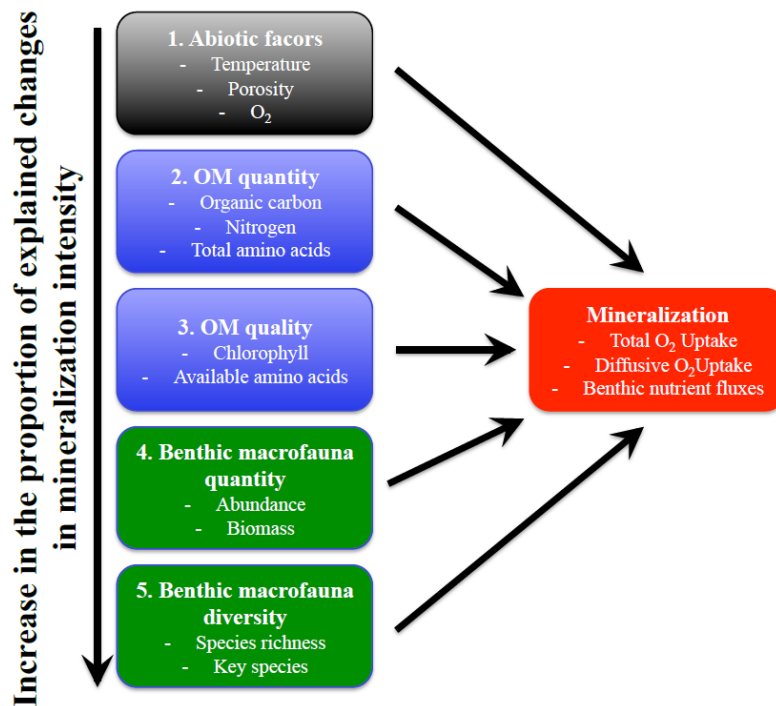 Increase in the proportion of explained changes
in mineralization intensity
1. Abiotic facors
- Temperature
- Porosity
- O₂
2. OM quantity
- Organic carbon
- Nitrogen
- Total amino acids
3. OM quality
- Chlorophyll
- Available amino acids
4. Benthic macrofauna
quantity
- Abundance
- Biomass
5. Benthic macrofauna
diversity
- Species richness
- Key species
Mineralization
- Total O₂ Uptake
- Diffusive O₂Uptake
- Benthic nutrient fluxes